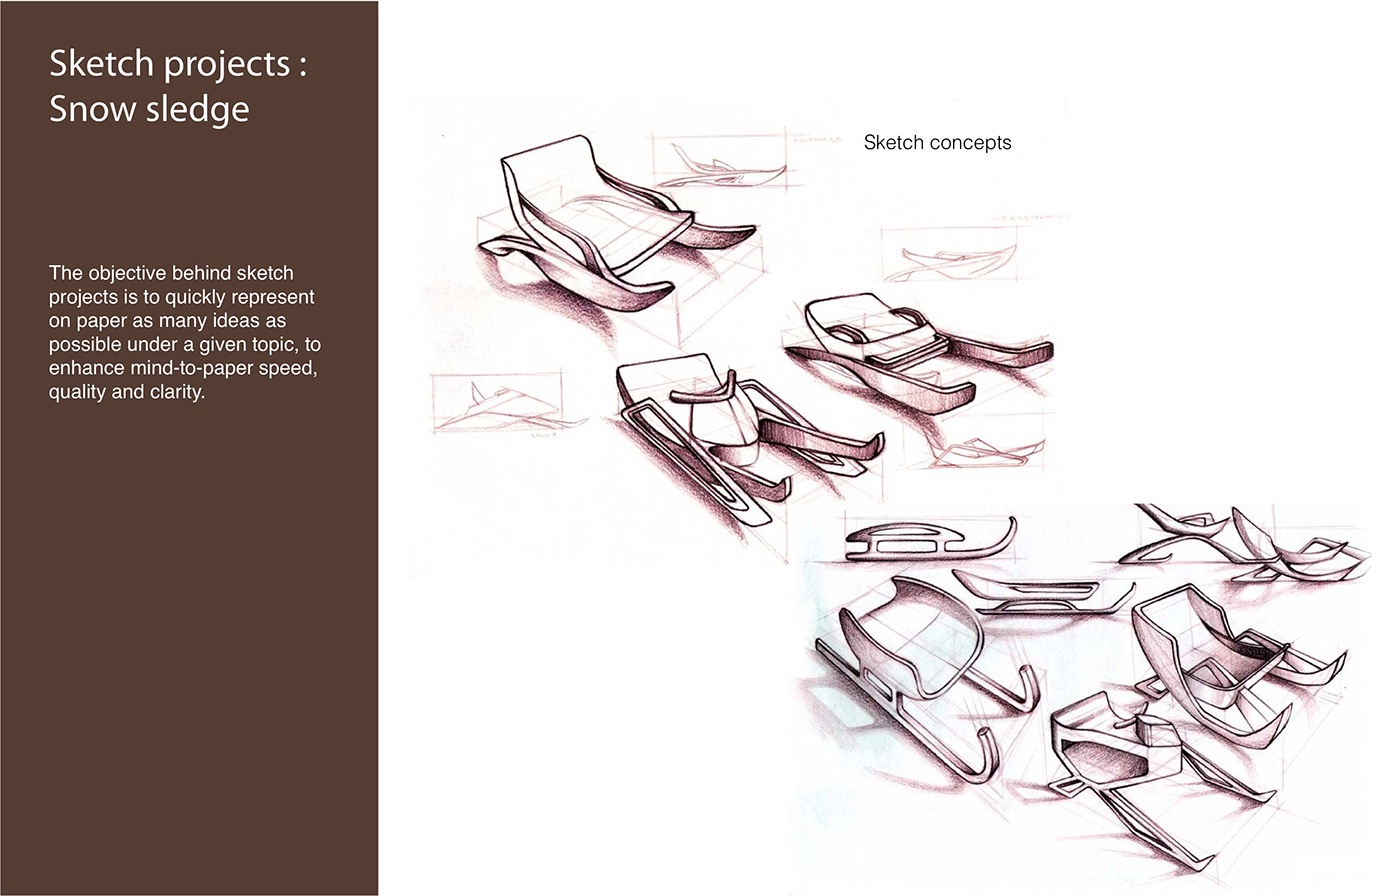 Sketch projects :
Snow sledge
The objective behind sketch
projects is to quickly represent
on paper as many ideas as
possible under a given topic, to
enhance mind-to-paper speed,
quality and clarity.
Sketch concepts